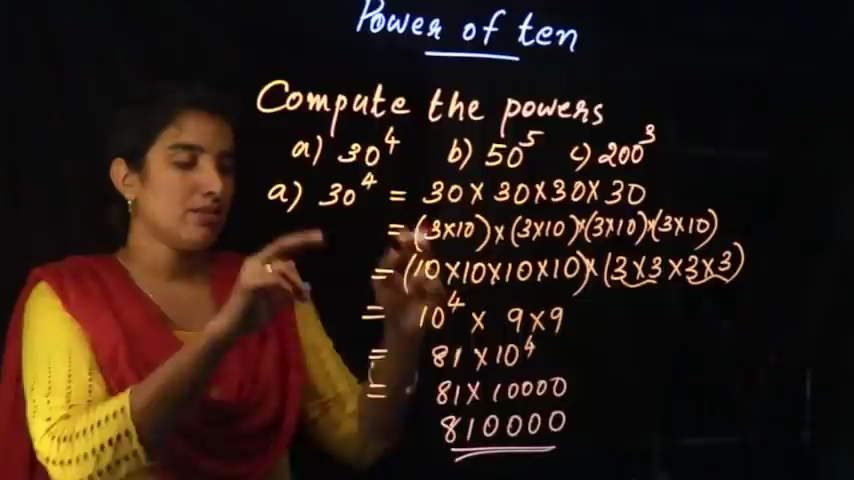 Power of ten
Compute the powers
a) 30⁴ b) 50⁵ c) 200³
a) 30⁴ = 30 × 30 × 30 × 30
= (3×10) × (3×10) × (3×10) × (3×10)
= (10×10×10×10) × (3×3×3×3)
= 10⁴ × 9×9
= 81 × 10⁴
= 81 × 10000
810000